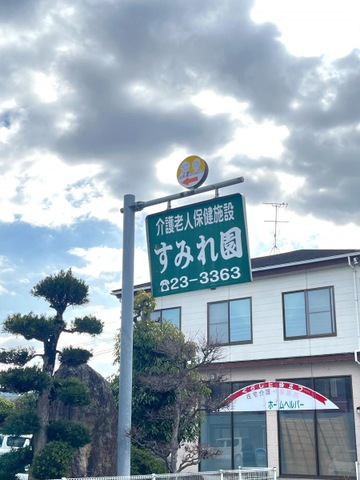 介護老人保健施設
すみれ園
☎23-3363
ホームヘルパー